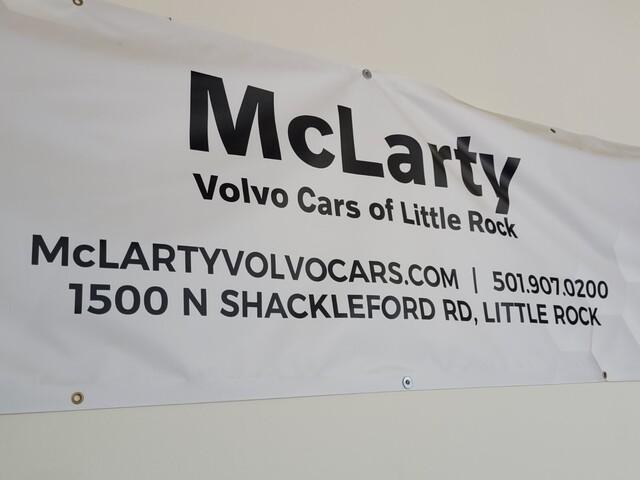 McLarty
Volvo Cars of Little Rock
McLARTYVOLVOCARS.COM | 501.907.0200
1500 N SHACKLEFORD RD, LITTLE ROCK